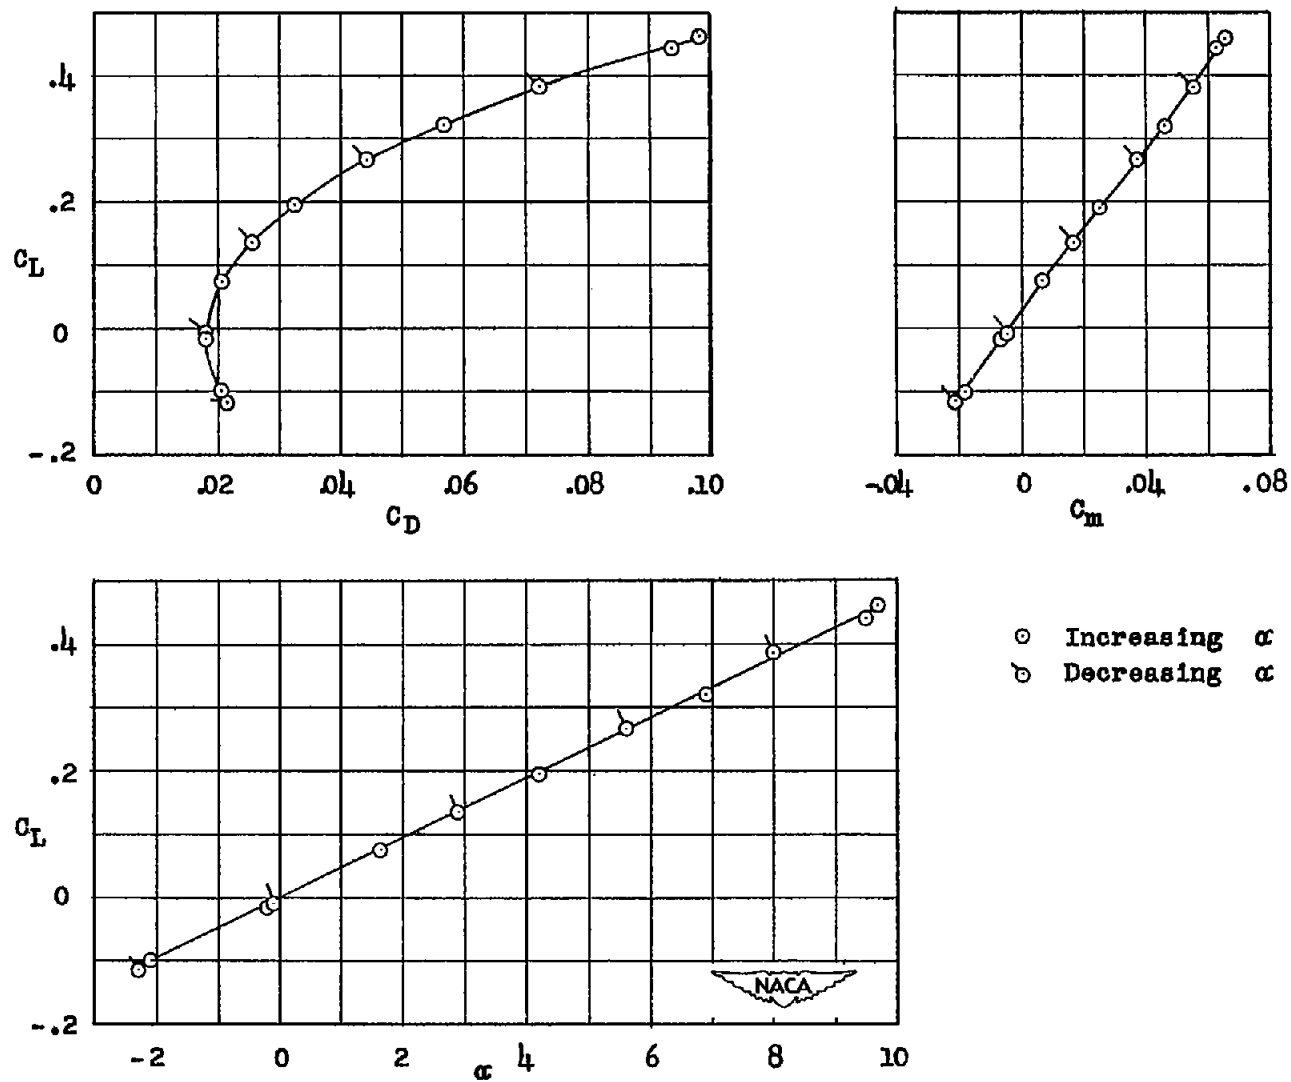 .4
.2
C_L
0
-.2
0 .02 .04 .06 .08 .10
C_D
-.04 0 .04 .08
C_m
.4
.2
C_L
0
-.2
-2 0 2 4 6 8 10
α
Increasing α
Decreasing α
NACA